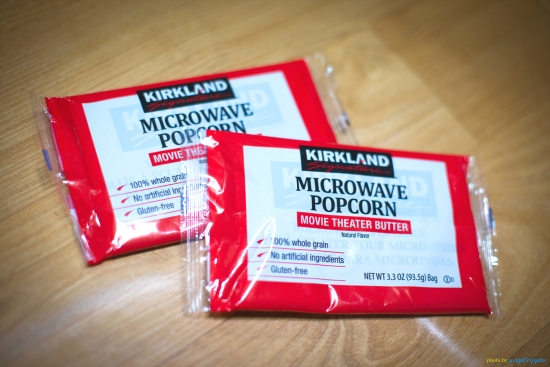 KIRKLAND
Signature
MICROWAVE
POPCORN
MOVIE THEA
100% whole grain
No artificial ingre
Gluten-free
KIRKLAND
Signature
MICROWAVE
POPCORN
MOVIE THEATER BUTTER
Natural Flavor
100% whole grain
No artificial ingredients
Gluten-free
NET WT 3.3 OZ (93.5g) Bag
photo by